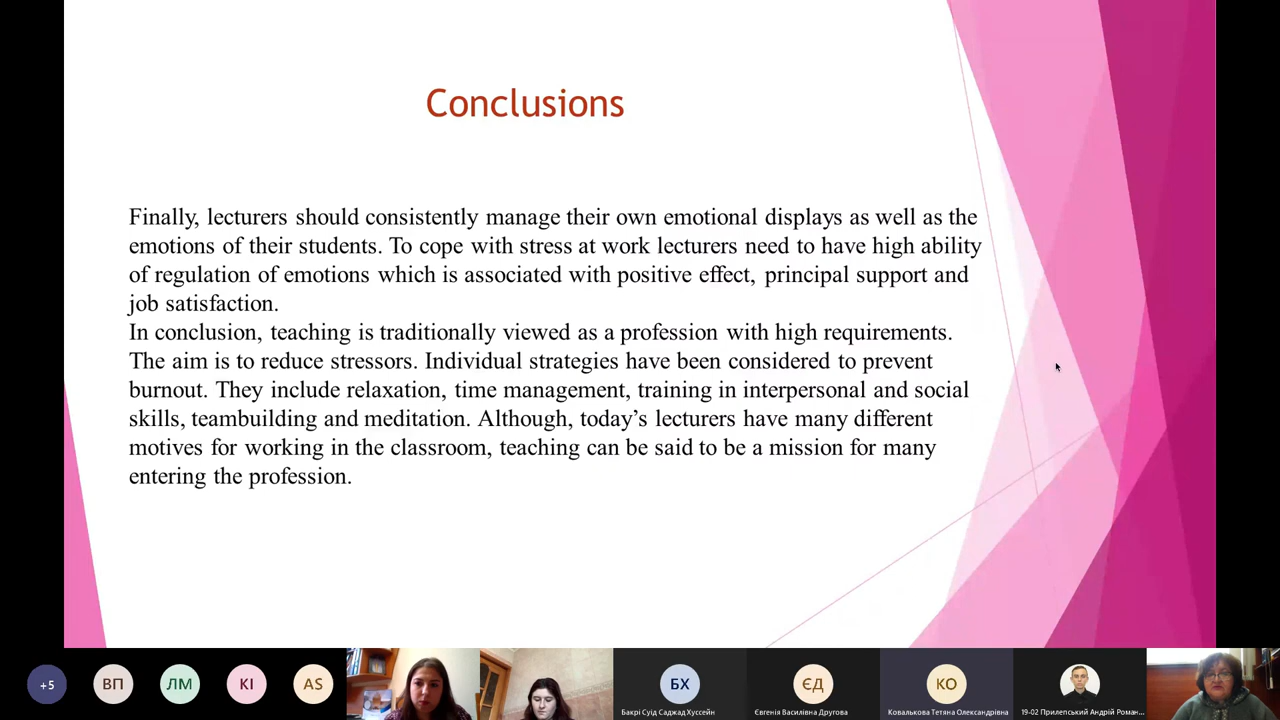 Conclusions
Finally, lecturers should consistently manage their own emotional displays as well as the
emotions of their students. To cope with stress at work lecturers need to have high ability
of regulation of emotions which is associated with positive effect, principal support and
job satisfaction.
In conclusion, teaching is traditionally viewed as a profession with high requirements.
The aim is to reduce stressors. Individual strategies have been considered to prevent
burnout. They include relaxation, time management, training in interpersonal and social
skills, teambuilding and meditation. Although, today’s lecturers have many different
motives for working in the classroom, teaching can be said to be a mission for many
entering the profession.
+5
ВП
ЛМ
КІ
AS
БХ
ЄД
КО
Бакрі Суід Саджад Хуссейн
Євгенія Василівна Другова
Ковалькова Тетяна Олександрівна
19-02 Прилепський Андрій Роман...